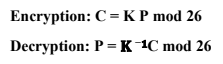 Encryption: C = K P mod 26
Decryption: P = K⁻¹C mod 26